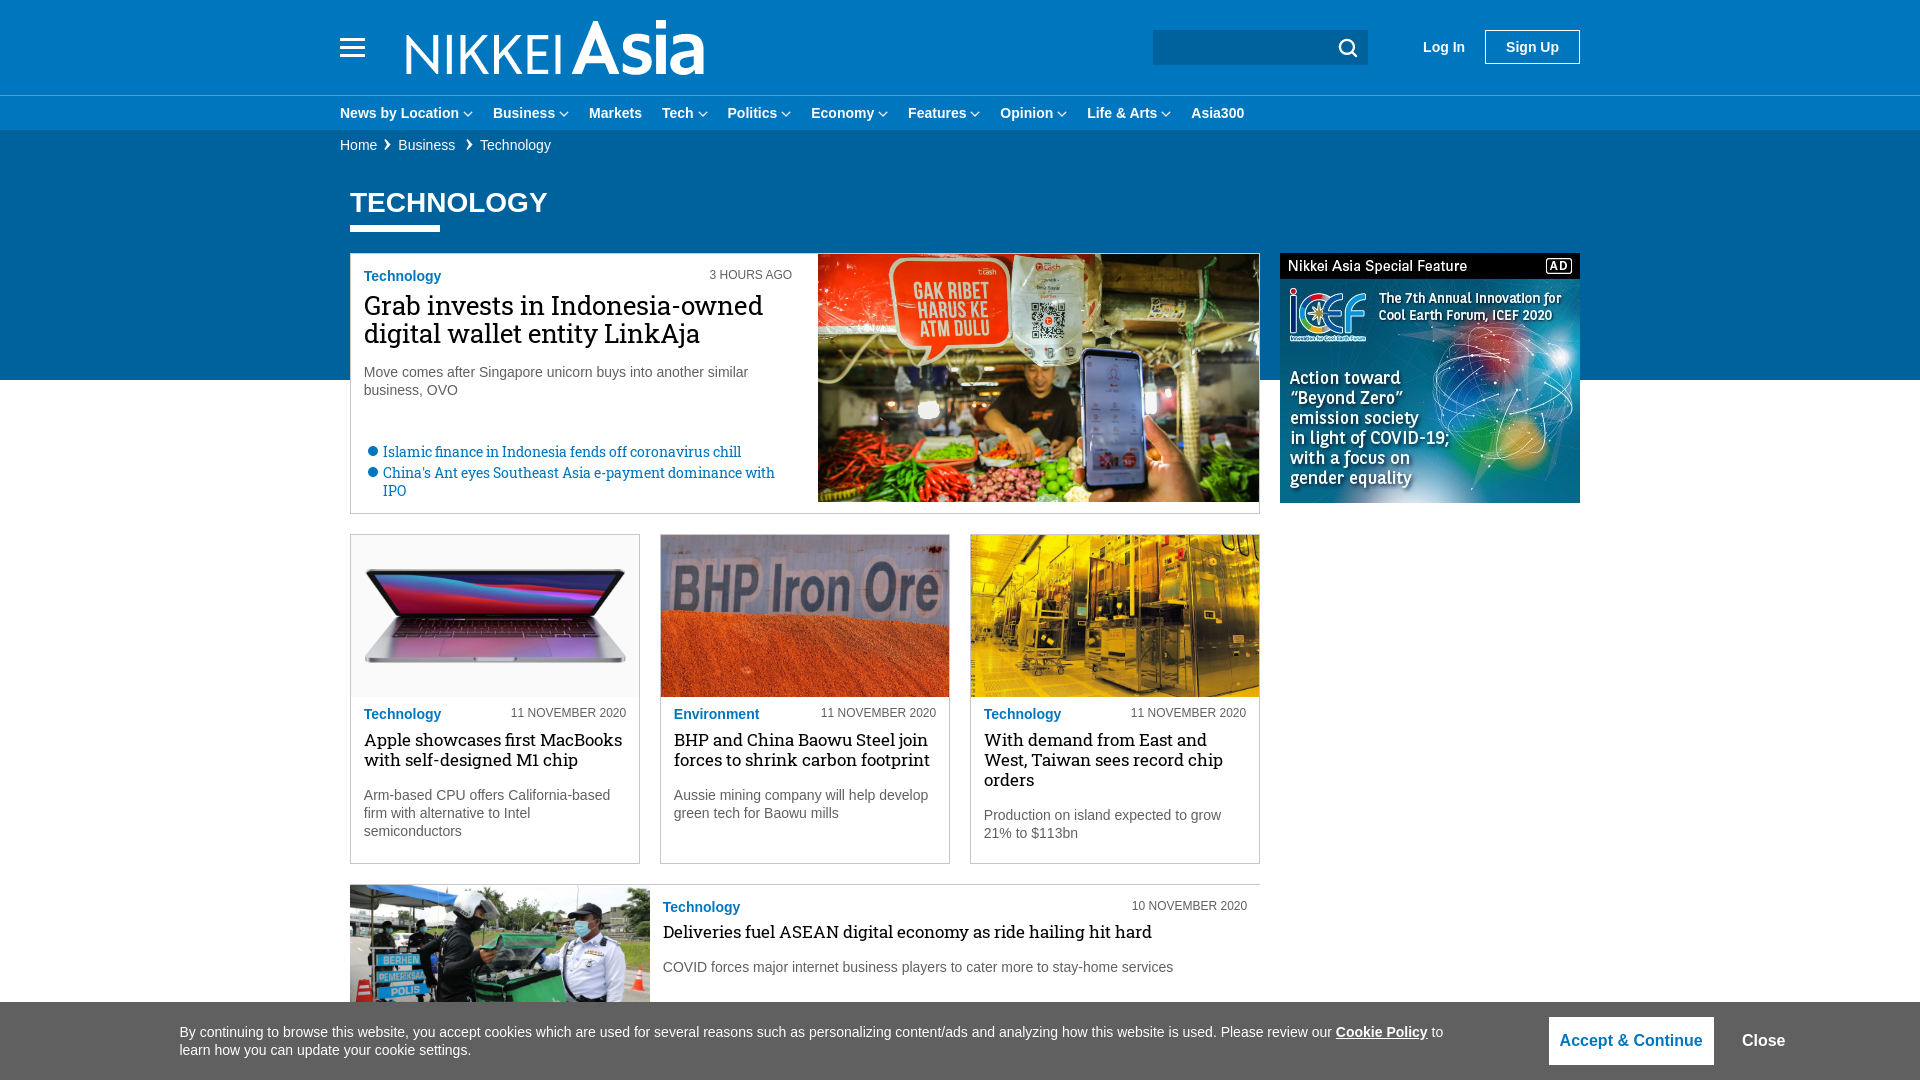 NIKKEI Asia
Log In
Sign Up
News by Location
Business
Markets
Tech
Politics
Economy
Features
Opinion
Life & Arts
Asia300
Home
Business
Technology
TECHNOLOGY
Technology
3 HOURS AGO
Grab invests in Indonesia-owned
digital wallet entity LinkAja
Move comes after Singapore unicorn buys into another similar
business, OVO
Islamic finance in Indonesia fends off coronavirus chill
China's Ant eyes Southeast Asia e-payment dominance with
IPO
GAK RIBET
HARUS KE
ATM DULU
Nikkei Asia Special Feature
AD
ICEF
Innovation for Cool Earth Forum
The 7th Annual Innovation for
Cool Earth Forum, ICEF 2020
Action toward
“Beyond Zero”
emission society
in light of COVID-19;
with a focus on
gender equality
BHP Iron Ore
Technology
11 NOVEMBER 2020
Apple showcases first MacBooks
with self-designed M1 chip
Arm-based CPU offers California-based
firm with alternative to Intel
semiconductors
Environment
11 NOVEMBER 2020
BHP and China Baowu Steel join
forces to shrink carbon footprint
Aussie mining company will help develop
green tech for Baowu mills
Technology
11 NOVEMBER 2020
With demand from East and
West, Taiwan sees record chip
orders
Production on island expected to grow
21% to $113bn
BERHEN
PEMERIKSAA
POLIS
Technology
10 NOVEMBER 2020
Deliveries fuel ASEAN digital economy as ride hailing hit hard
COVID forces major internet business players to cater more to stay-home services
By continuing to browse this website, you accept cookies which are used for several reasons such as personalizing content/ads and analyzing how this website is used. Please review our Cookie Policy to
learn how you can update your cookie settings.
Accept & Continue
Close